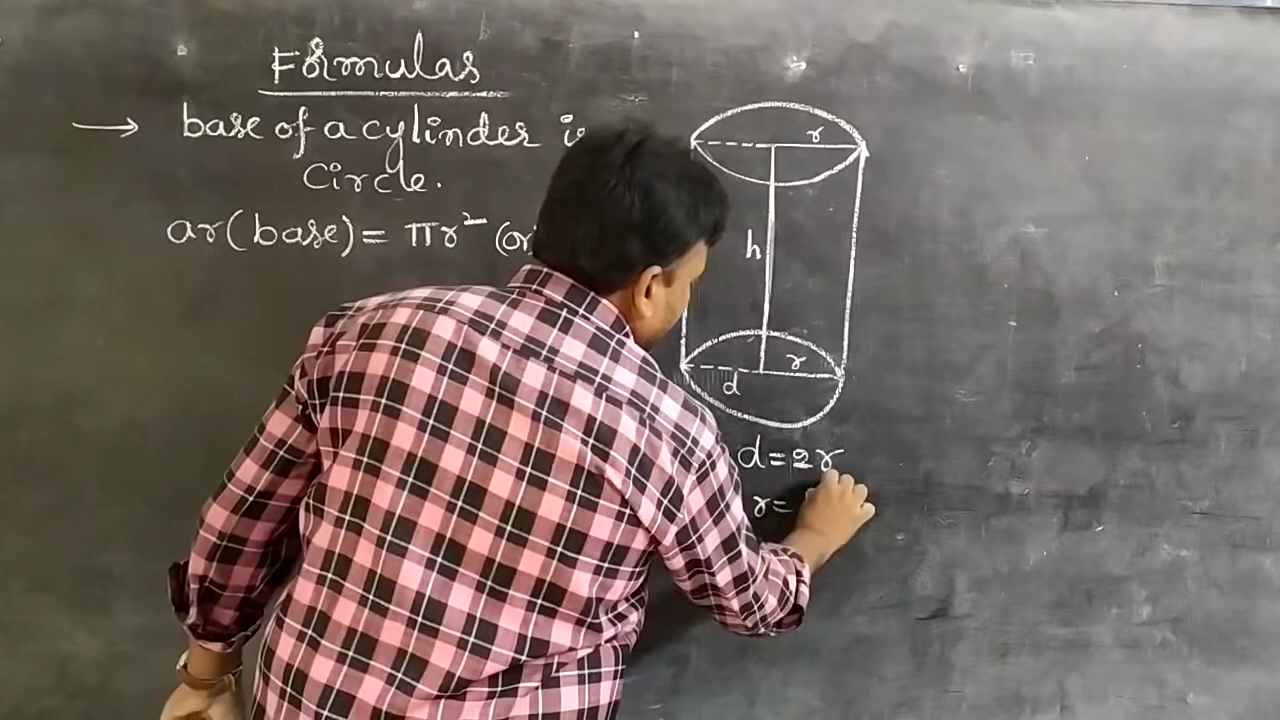 Formulas
→ base of a cylinder is
Circle.
ar(base) = πr² (or)
r
h
r
d
d=2r
r=